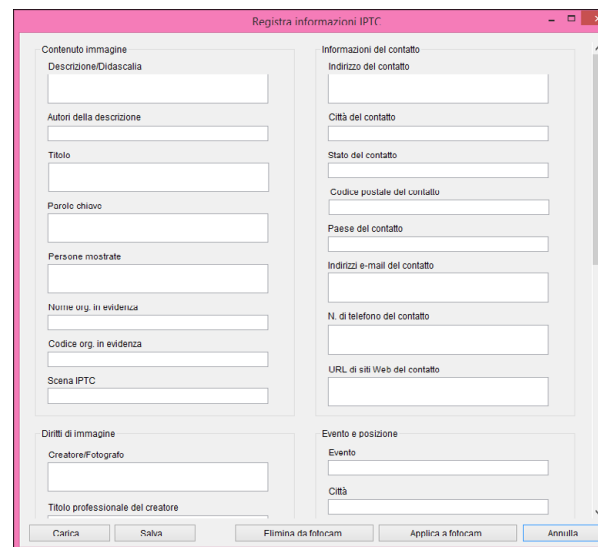 Registra informazioni IPTC
Contenuto immagine
Descrizione/Didascalia
Autori della descrizione
Titolo
Parole chiave
Persone mostrate
Nome org. in evidenza
Codice org. in evidenza
Scena IPTC
Informazioni del contatto
Indirizzo del contatto
Città del contatto
Stato del contatto
Codice postale del contatto
Paese del contatto
Indirizzi e-mail del contatto
N. di telefono del contatto
URL di siti Web del contatto
Diritti di immagine
Creatore/Fotografo
Titolo professionale del creatore
Evento e posizione
Evento
Città
Carica
Salva
Elimina da fotocam
Applica a fotocam
Annulla